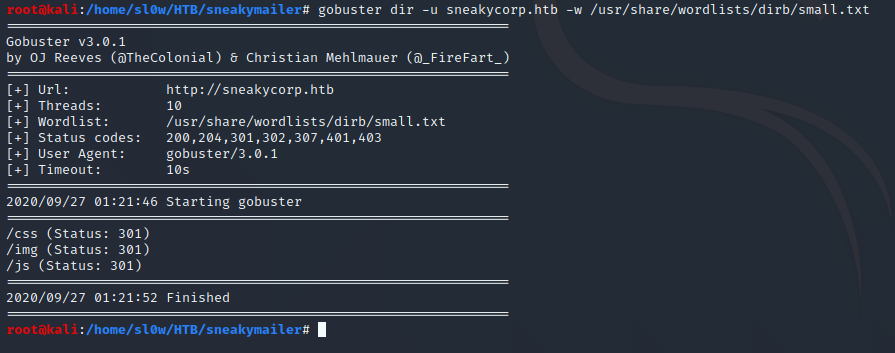 root@kali:/home/sl0w/HTB/sneakymailer# gobuster dir -u sneakycorp.htb -w /usr/share/wordlists/dirb/small.txt
===============================================================
Gobuster v3.0.1
by OJ Reeves (@TheColonial) & Christian Mehlmauer (@_FireFart_)
===============================================================
[+] Url:            http://sneakycorp.htb
[+] Threads:        10
[+] Wordlist:       /usr/share/wordlists/dirb/small.txt
[+] Status codes:   200,204,301,302,307,401,403
[+] User Agent:     gobuster/3.0.1
[+] Timeout:        10s
===============================================================
2020/09/27 01:21:46 Starting gobuster
===============================================================
/css (Status: 301)
/img (Status: 301)
/js (Status: 301)
===============================================================
2020/09/27 01:21:52 Finished
===============================================================
root@kali:/home/sl0w/HTB/sneakymailer#